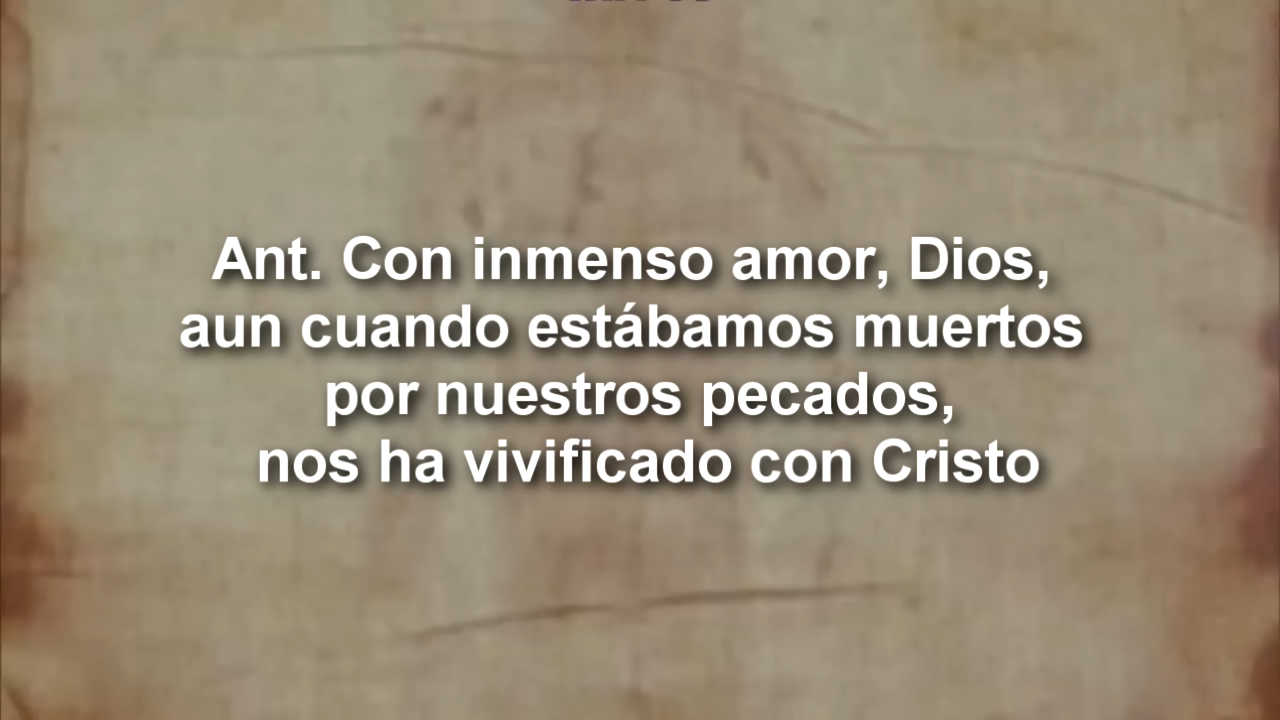 Ant. Con inmenso amor, Dios,
aun cuando estábamos muertos
por nuestros pecados,
nos ha vivificado con Cristo